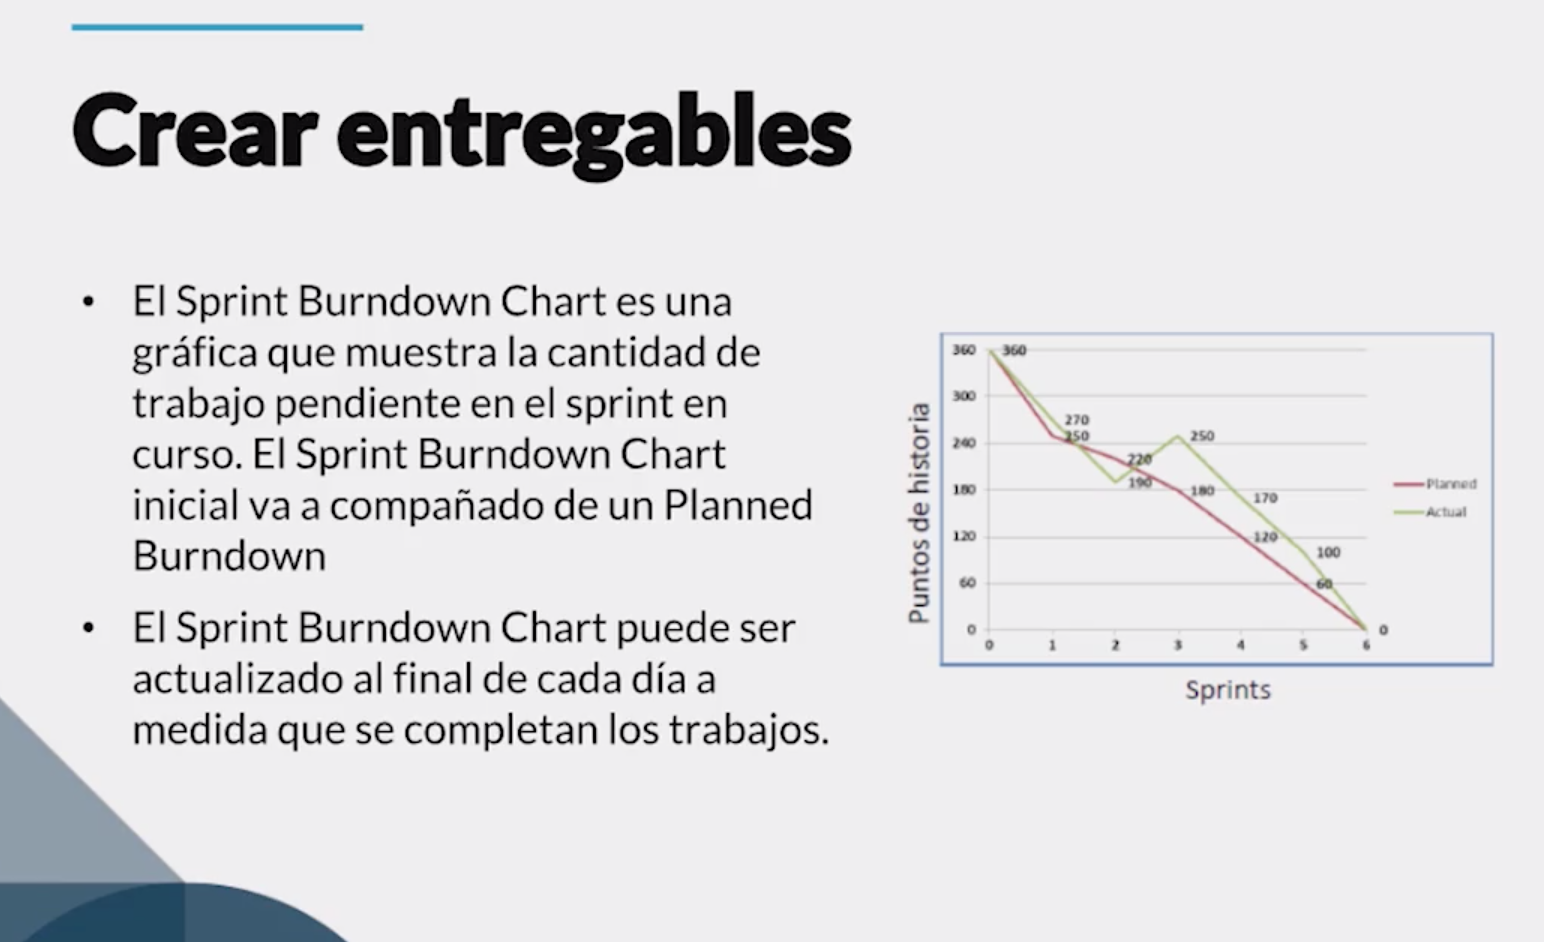 Crear entregables
• El Sprint Burndown Chart es una
gráfica que muestra la cantidad de
trabajo pendiente en el sprint en
curso. El Sprint Burndown Chart
inicial va a compañado de un Planned
Burndown
• El Sprint Burndown Chart puede ser
actualizado al final de cada día a
medida que se completan los trabajos.
Puntos de historia
360
300
240
180
120
60
0
360
270
250
220
190
250
180
170
120
100
60
0
0 1 2 3 4 5 6
Planned
Actual
Sprints